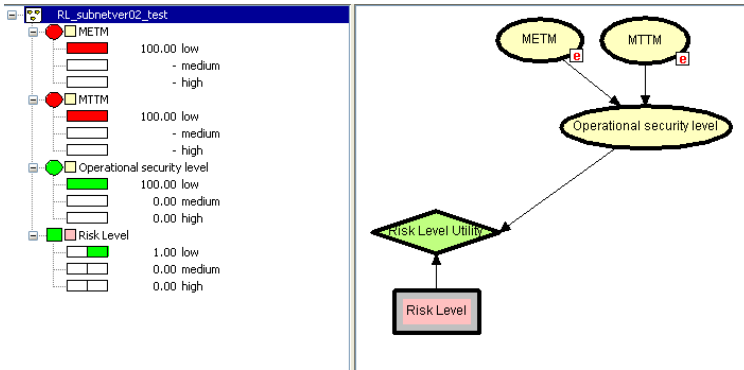 RL_subnetver02_test
METM
100.00 low
- medium
- high
MTTM
100.00 low
- medium
- high
Operational security level
100.00 low
0.00 medium
0.00 high
Risk Level
1.00 low
0.00 medium
0.00 high
METM
e
MTTM
e
Operational security level
Risk Level Utility
Risk Level